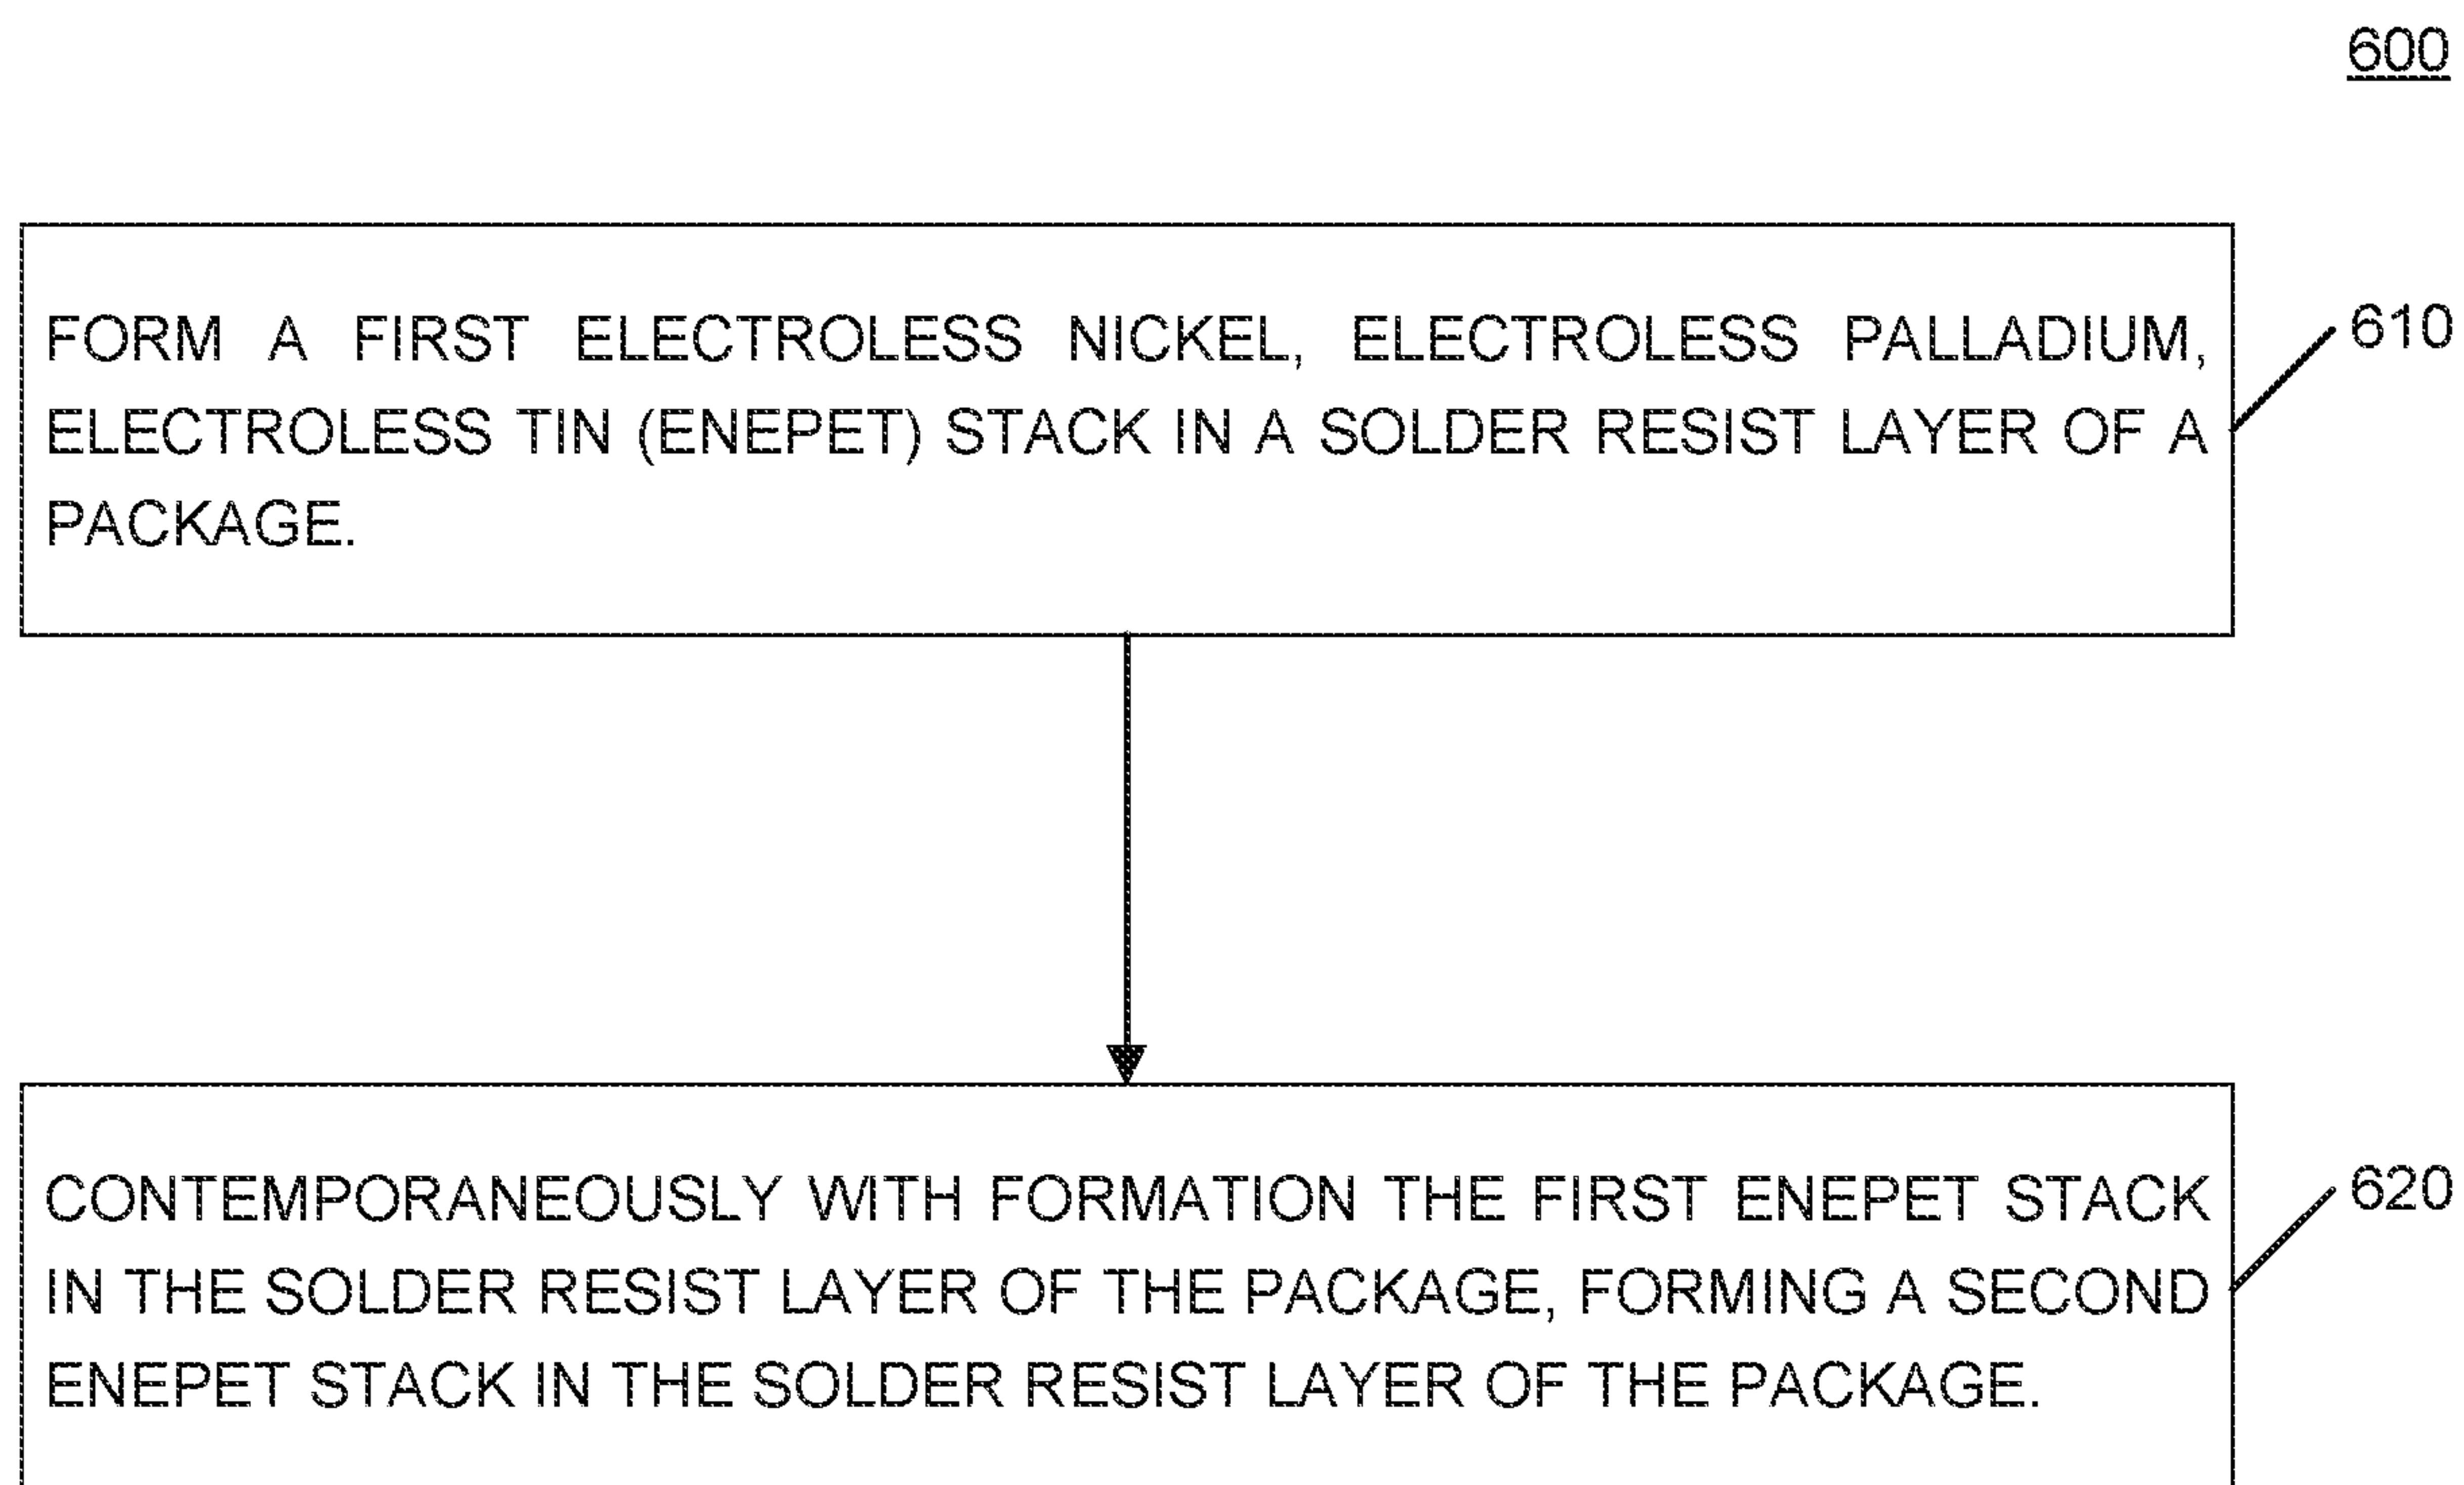 600
FORM A FIRST ELECTROLESS NICKEL, ELECTROLESS PALLADIUM,
ELECTROLESS TIN (ENEPET) STACK IN A SOLDER RESIST LAYER OF A
PACKAGE.
610
CONTEMPORANEOUSLY WITH FORMATION THE FIRST ENEPET STACK
IN THE SOLDER RESIST LAYER OF THE PACKAGE, FORMING A SECOND
ENEPET STACK IN THE SOLDER RESIST LAYER OF THE PACKAGE.
620